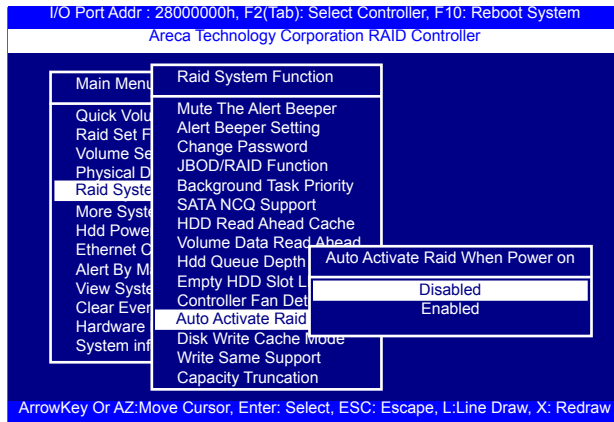 I/O Port Addr : 28000000h, F2(Tab): Select Controller, F10: Reboot System
Areca Technology Corporation RAID Controller
Main Menu
Quick Volu
Raid Set F
Volume Se
Physical D
Raid Syste
More Syste
Hdd Power
Ethernet C
Alert By M
View Syste
Clear Even
Hardware
System inf
Raid System Function
Mute The Alert Beeper
Alert Beeper Setting
Change Password
JBOD/RAID Function
Background Task Priority
SATA NCQ Support
HDD Read Ahead Cache
Volume Data Read Ahead
Hdd Queue Depth
Empty HDD Slot L
Controller Fan Det
Auto Activate Raid
Disk Write Cache Mode
Write Same Support
Capacity Truncation
Auto Activate Raid When Power on
Disabled
Enabled
ArrowKey Or AZ:Move Cursor, Enter: Select, ESC: Escape, L:Line Draw, X: Redraw